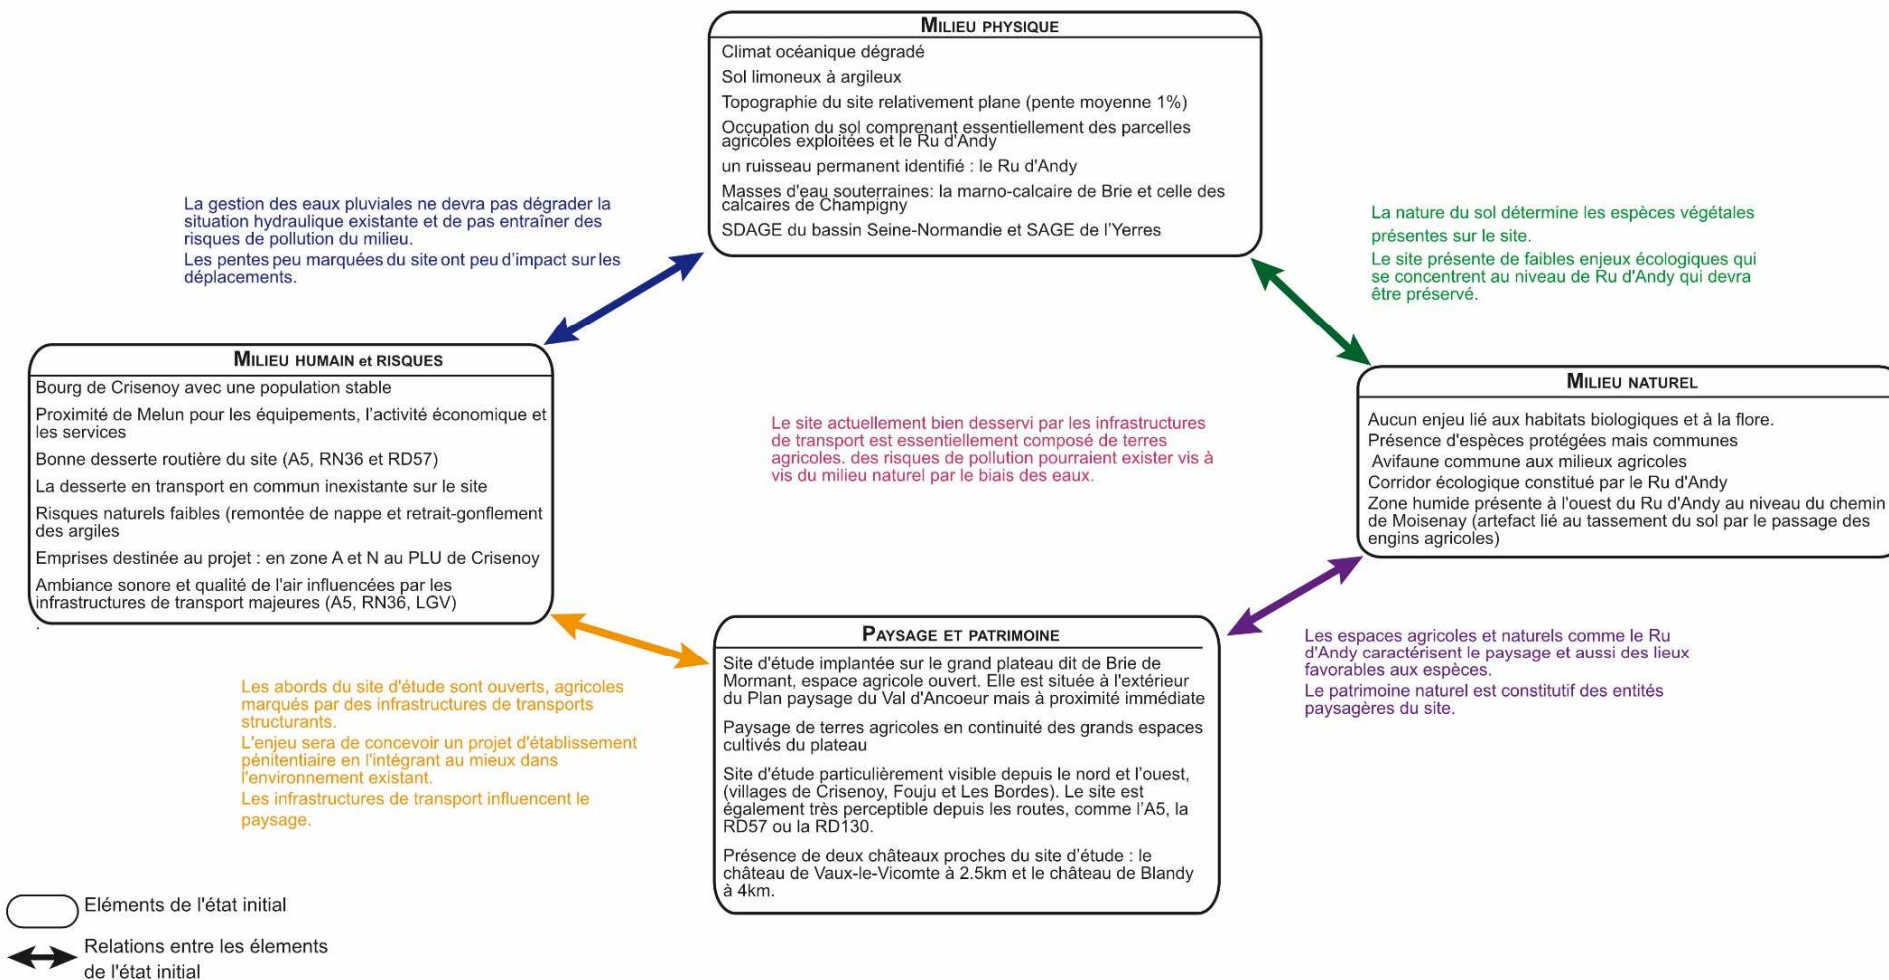 MILIEU PHYSIQUE
Climat océanique dégradé
Sol limoneux à argileux
Topographie du site relativement plane (pente moyenne 1%)
Occupation du sol comprenant essentiellement des parcelles
agricoles exploitées et le Ru d'Andy
un ruisseau permanent identifié : le Ru d'Andy
Masses d'eau souterraines: la marno-calcaire de Brie et celle des
calcaires de Champigny
SDAGE du bassin Seine-Normandie et SAGE de l'Yerres
La gestion des eaux pluviales ne devra pas dégrader la
situation hydraulique existante et de pas entraîner des
risques de pollution du milieu.
Les pentes peu marquées du site ont peu d'impact sur les
déplacements.
La nature du sol détermine les espèces végétales
présentes sur le site.
Le site présente de faibles enjeux écologiques qui
se concentrent au niveau de Ru d'Andy qui devra
être préservé.
MILIEU HUMAIN et RISQUES
Bourg de Crisenoy avec une population stable
Proximité de Melun pour les équipements, l'activité économique et
les services
Bonne desserte routière du site (A5, RN36 et RD57)
La desserte en transport en commun inexistante sur le site
Risques naturels faibles (remontée de nappe et retrait-gonflement
des argiles
Emprises destinée au projet : en zone A et N au PLU de Crisenoy
Ambiance sonore et qualité de l'air influencées par les
infrastructures de transport majeures (A5, RN36, LGV)
.
Le site actuellement bien desservi par les infrastructures
de transport est essentiellement composé de terres
agricoles. des risques de pollution pourraient exister vis à
vis du milieu naturel par le biais des eaux.
MILIEU NATUREL
Aucun enjeu lié aux habitats biologiques et à la flore.
Présence d'espèces protégées mais communes
Avifaune commune aux milieux agricoles
Corridor écologique constitué par le Ru d'Andy
Zone humide présente à l'ouest du Ru d'Andy au niveau du chemin
de Moisenay (artefact lié au tassement du sol par le passage des
engins agricoles)
Les abords du site d'étude sont ouverts, agricoles
marqués par des infrastructures de transports
structurants.
L'enjeu sera de concevoir un projet d'établissement
pénitentiaire en l'intégrant au mieux dans
l'environnement existant.
Les infrastructures de transport influencent le
paysage.
PAYSAGE ET PATRIMOINE
Site d'étude implantée sur le grand plateau dit de Brie de
Mormant, espace agricole ouvert. Elle est située à l'extérieur
du Plan paysage du Val d'Ancoeur mais à proximité immédiate
Paysage de terres agricoles en continuité des grands espaces
cultivés du plateau
Site d'étude particulièrement visible depuis le nord et l'ouest,
(villages de Crisenoy, Fouju et Les Bordes). Le site est
également très perceptible depuis les routes, comme l'A5, la
RD57 ou la RD130.
Présence de deux châteaux proches du site d'étude : le
château de Vaux-le-Vicomte à 2.5km et le château de Blandy
à 4km.
Les espaces agricoles et naturels comme le Ru
d'Andy caractérisent le paysage et aussi des lieux
favorables aux espèces.
Le patrimoine naturel est constitutif des entités
paysagères du site.
Eléments de l'état initial
Relations entre les élements
de l'état initial